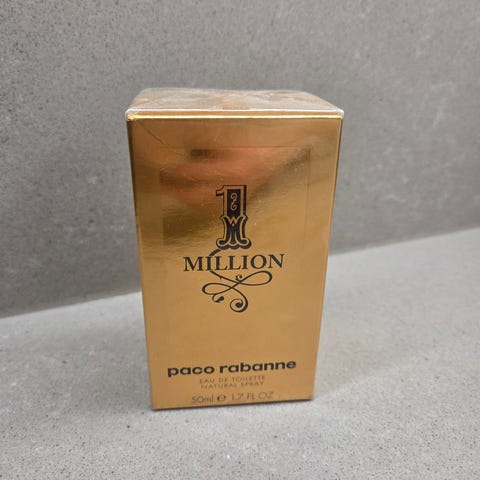 1
MILLION
paco rabanne
EAU DE TOILETTE
NATURAL SPRAY
50ml ℮ 1.7 FL OZ